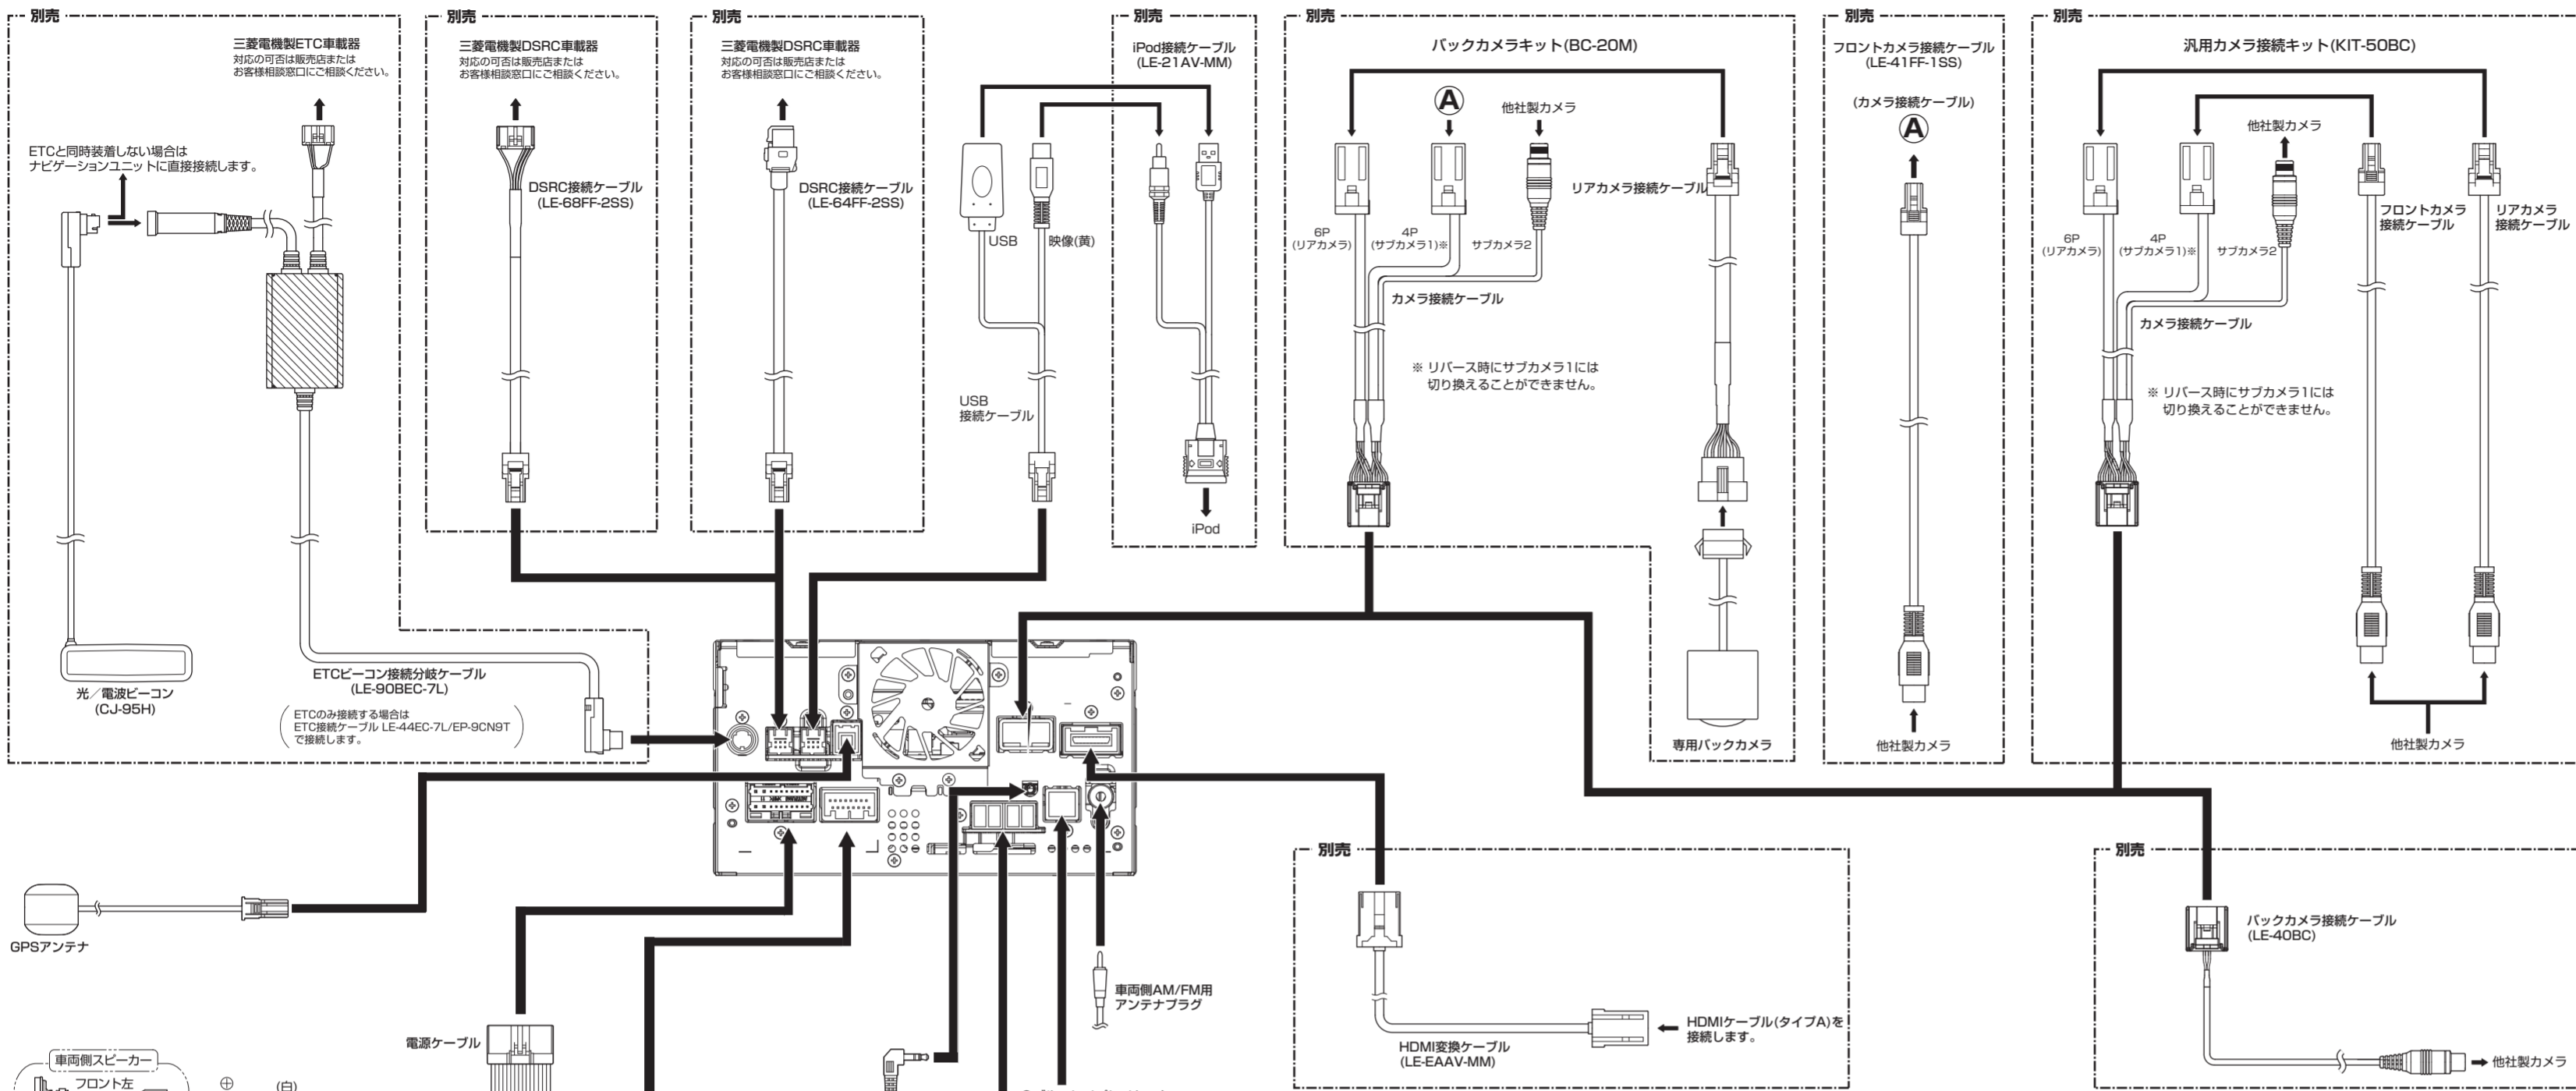 別売
三菱電機製ETC車載器
対応の可否は販売店または
お客様相談窓口にご相談ください。
ETCと同時装着しない場合は
ナビゲーションユニットに直接接続します。
光／電波ビーコン
(CJ-95H)
ETCビーコン接続分岐ケーブル
(LE-90BEC-7L)
ETCのみ接続する場合は
ETC接続ケーブル LE-44EC-7L/EP-9CN9T
で接続します。
別売
三菱電機製DSRC車載器
対応の可否は販売店または
お客様相談窓口にご相談ください。
DSRC接続ケーブル
(LE-68FF-2SS)
別売
三菱電機製DSRC車載器
対応の可否は販売店または
お客様相談窓口にご相談ください。
DSRC接続ケーブル
(LE-64FF-2SS)
USB
映像(黄)
USB
接続ケーブル
別売
iPod接続ケーブル
(LE-21AV-MM)
iPod
別売
バックカメラキット(BC-20M)
A
他社製カメラ
リアカメラ接続ケーブル
6P
(リアカメラ)
4P
(サブカメラ1)※
サブカメラ2
カメラ接続ケーブル
※ リバース時にサブカメラ1には
切り換えることができません。
専用バックカメラ
別売
フロントカメラ接続ケーブル
(LE-41FF-1SS)
(カメラ接続ケーブル)
A
他社製カメラ
別売
汎用カメラ接続キット(KIT-50BC)
他社製カメラ
フロントカメラ
接続ケーブル
リアカメラ
接続ケーブル
6P
(リアカメラ)
4P
(サブカメラ1)※
サブカメラ2
カメラ接続ケーブル
※ リバース時にサブカメラ1には
切り換えることができません。
他社製カメラ
GPSアンテナ
電源ケーブル
車両側スピーカー
フロント左
⊕
(白)
車両側AM/FM用
アンテナプラグ
別売
HDMIケーブル(タイプA)を
接続します。
HDMI変換ケーブル
(LE-EAAV-MM)
別売
バックカメラ接続ケーブル
(LE-40BC)
他社製カメラ